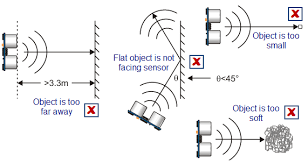 >3.3m
Object is too
far away
Flat object is not
facing sensor
θ
θ<45°
Object is too
small
Object is too
soft